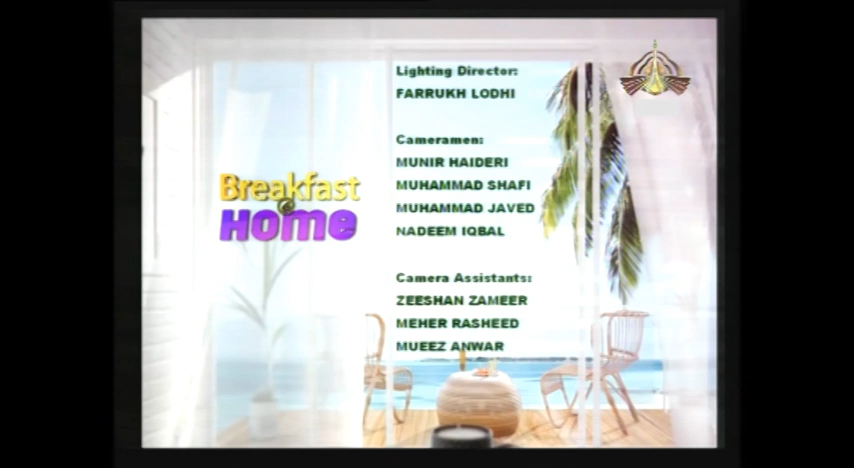 Breakfast
@
Home
Lighting Director:
FARRUKH LODHI
Cameramen:
MUNIR HAIDERI
MUHAMMAD SHAFI
MUHAMMAD JAVED
NADEEM IQBAL
Camera Assistants:
ZEESHAN ZAMEER
MEHER RASHEED
MUEEZ ANWAR